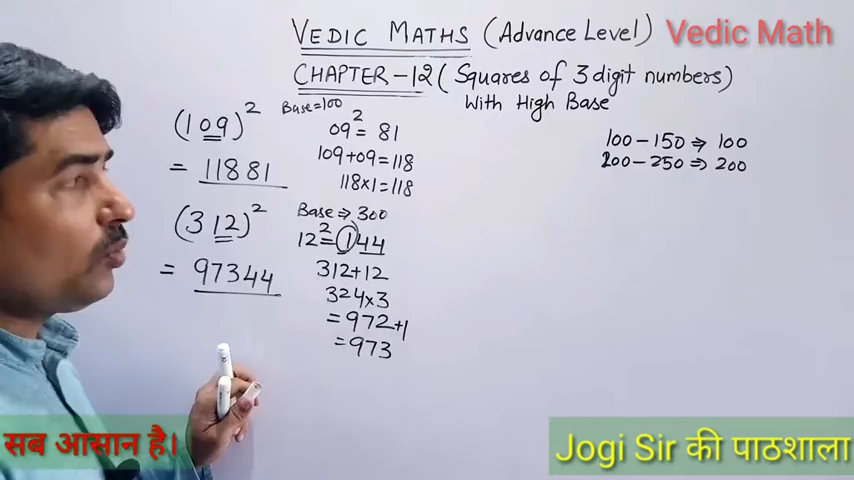 VEDIC MATHS (Advance Level) Vedic Math
CHAPTER-12 (Squares of 3 digit numbers)
With High Base
(109)² Base=100
09² = 81
= 11881
109+09=118
118×1=118
(312)² Base ⇒ 300
12² = 144
= 97344
312+12
324×3
= 972+1
= 973
100-150 ⇒ 100
200-250 ⇒ 200
सब आसान है।
Jogi Sir की पाठशाला